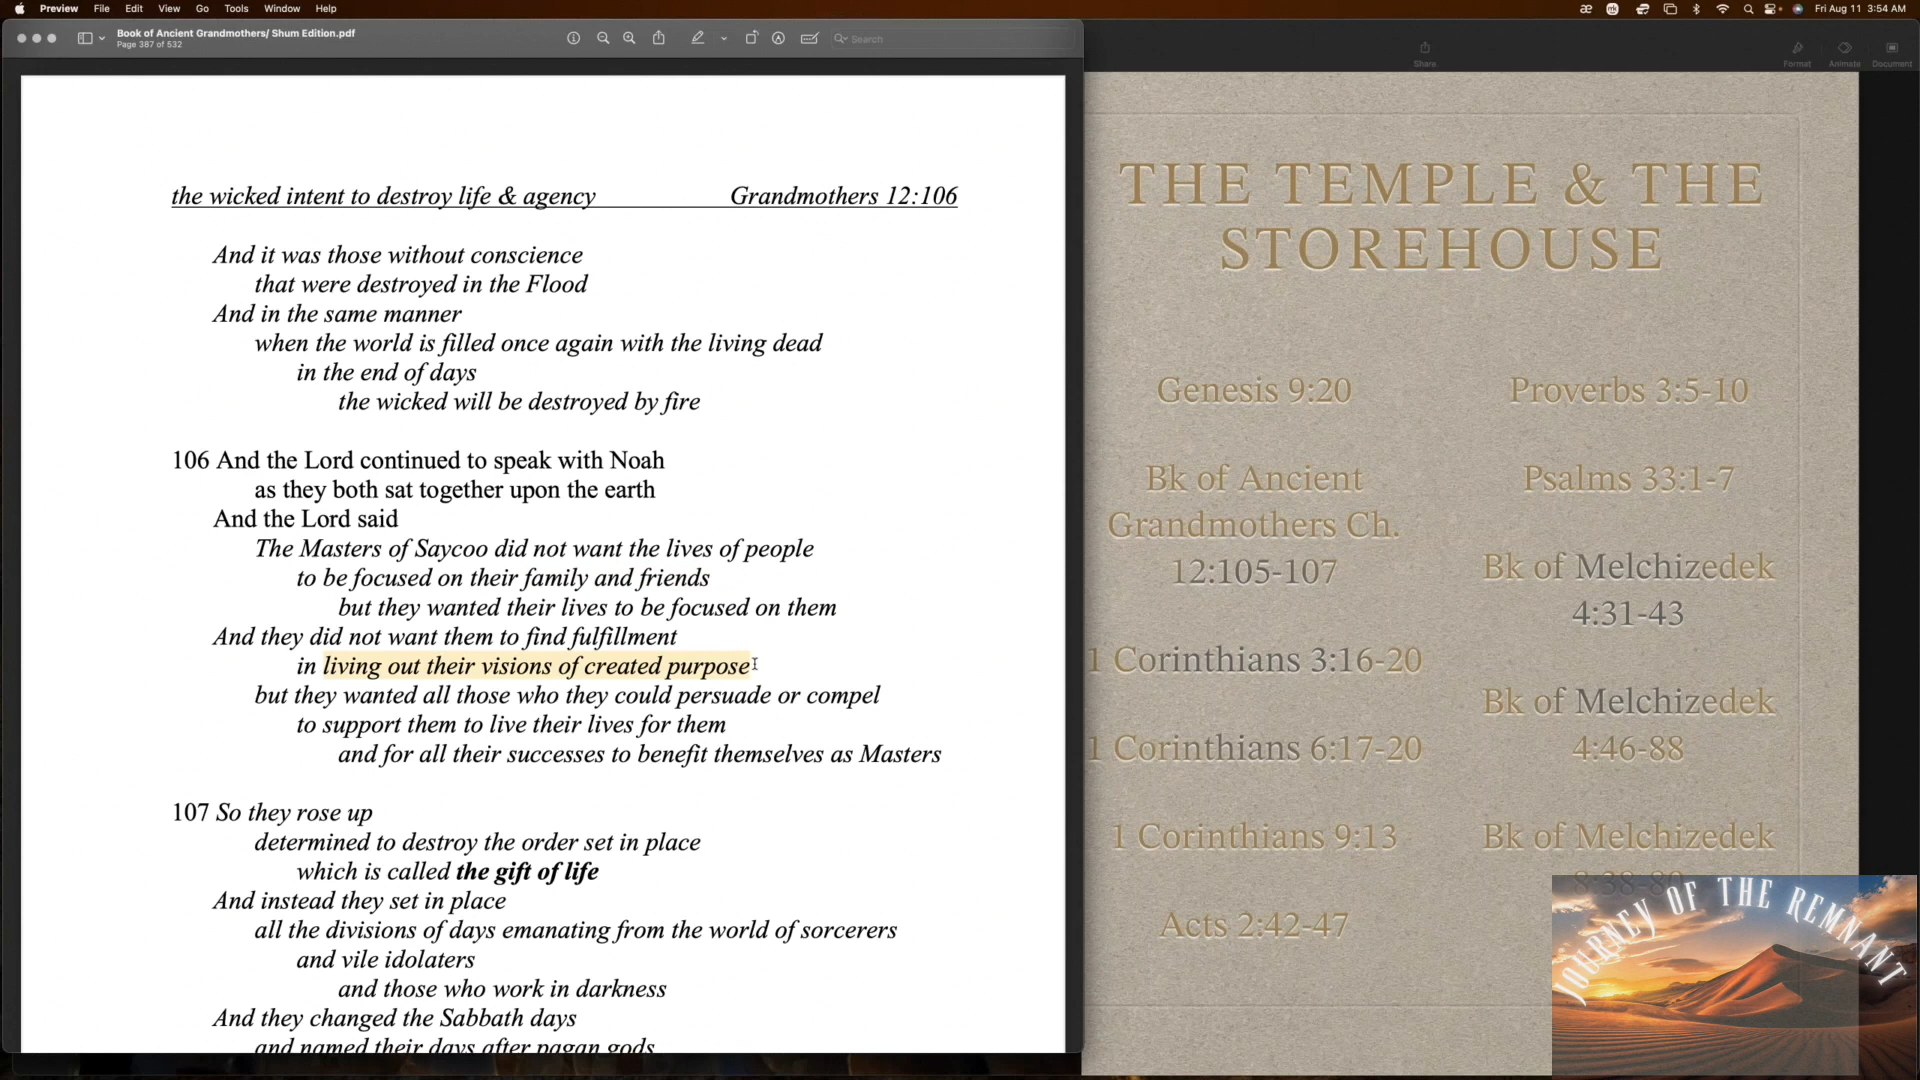 Preview File Edit View Go Tools Window Help
Fri Aug 11 3:54 AM
Book of Ancient Grandmothers/ Shum Edition.pdf
Page 387 of 532
Search
Share
Format Animate Document
the wicked intent to destroy life & agency Grandmothers 12:106
And it was those without conscience
that were destroyed in the Flood
And in the same manner
when the world is filled once again with the living dead
in the end of days
the wicked will be destroyed by fire
106 And the Lord continued to speak with Noah
as they both sat together upon the earth
And the Lord said
The Masters of Saycoo did not want the lives of people
to be focused on their family and friends
but they wanted their lives to be focused on them
And they did not want them to find fulfillment
in living out their visions of created purpose
but they wanted all those who they could persuade or compel
to support them to live their lives for them
and for all their successes to benefit themselves as Masters
107 So they rose up
determined to destroy the order set in place
which is called the gift of life
And instead they set in place
all the divisions of days emanating from the world of sorcerers
and vile idolaters
and those who work in darkness
And they changed the Sabbath days
and named their days after pagan gods
THE TEMPLE & THE
STOREHOUSE
Genesis 9:20
Bk of Ancient
Grandmothers Ch.
12:105-107
1 Corinthians 3:16-20
1 Corinthians 6:17-20
1 Corinthians 9:13
Acts 2:42-47
Proverbs 3:5-10
Psalms 33:1-7
Bk of Melchizedek
4:31-43
Bk of Melchizedek
4:46-88
Bk of Melchizedek
8:38-80
JOURNEY OF THE REMNANT